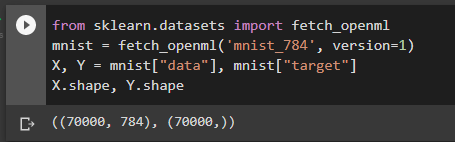 from sklearn.datasets import fetch_openml
mnist = fetch_openml('mnist_784', version=1)
X, Y = mnist["data"], mnist["target"]
X.shape, Y.shape
((70000, 784), (70000,))